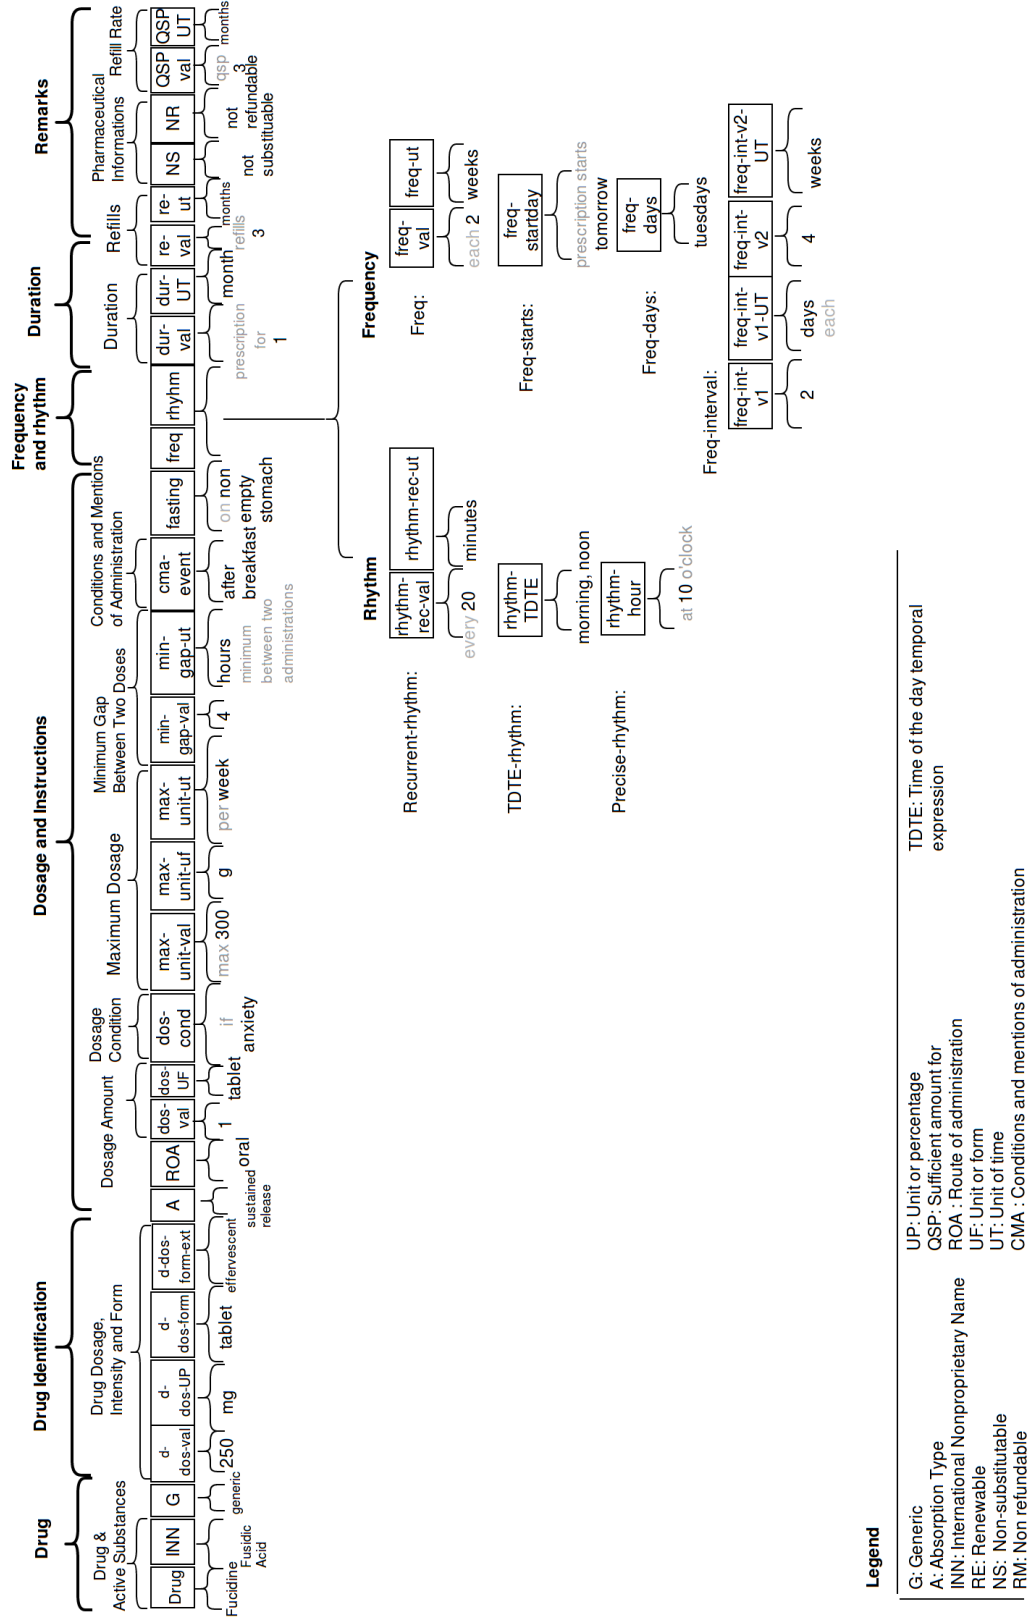 Drug
Drug Identification
Dosage and Instructions
Frequency
and rhythm
Duration
Remarks
Drug &
Active Substances
Drug Dosage,
Intensity and Form
Dosage Amount
Dosage
Condition
Maximum Dosage
Minimum Gap
Between Two Doses
Conditions and Mentions
of Administration
Duration
Refills
Pharmaceutical
Informations
Refill Rate
Drug
INN
G
d-
dos-val
d-
dos-UP
d-
dos-form
d-dos-
form-ext
A
ROA
dos-
val
dos-
UF
dos-
cond
max-
unit-val
max-
unit-uf
max-
unit-ut
min-
gap-val
min-
gap-ut
cma-
event
fasting
freq
rhyhm
dur-
val
dur-
UT
re-
val
re-
ut
NS
NR
QSP
val
QSP
UT
Fucidine
Fusidic
Acid
generic
250
mg
tablet
effervescent
sustained
release
oral
1
tablet
if
anxiety
max 300
g
per week
4
hours
minimum
between two
administrations
after
breakfast
on non
empty
stomach
prescription
for
1
month
refills
3
months
not
substituable
not
refundable
qsp
3
months
Rhythm
Recurrent-rhythm:
rhythm-
rec-val
rhythm-rec-ut
every 20
minutes
TDTE-rhythm:
rhythm-
TDTE
morning, noon
Precise-rhythm:
rhythm-
hour
at 10 o'clock
Frequency
Freq:
freq-
val
freq-ut
each 2
weeks
Freq-starts:
freq-
startday
prescription starts
tomorrow
Freq-days:
freq-
days
tuesdays
Freq-interval:
freq-int-
v1
freq-int-
v1-UT
freq-int-
v2
freq-int-v2-
UT
2
days
each
4
weeks
Legend
G: Generic
A: Absorption Type
INN: International Nonproprietary Name
RE: Renewable
NS: Non-substitutable
RM: Non refundable
UP: Unit or percentage
QSP: Sufficient amount for
ROA : Route of administration
UF: Unit or form
UT: Unit of time
CMA : Conditions and mentions of administration
TDTE: Time of the day temporal
expression